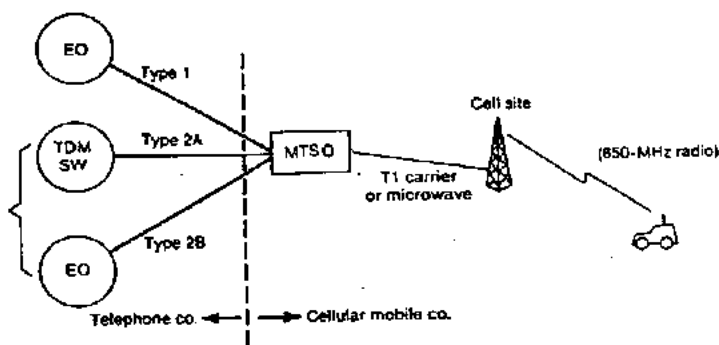 EO
Type 1
Cell site
TDM
SW
Type 2A
MTSO
(850-MHz radio)
T1 carrier
or microwave
Type 2B
EO
Telephone co.
Cellular mobile co.